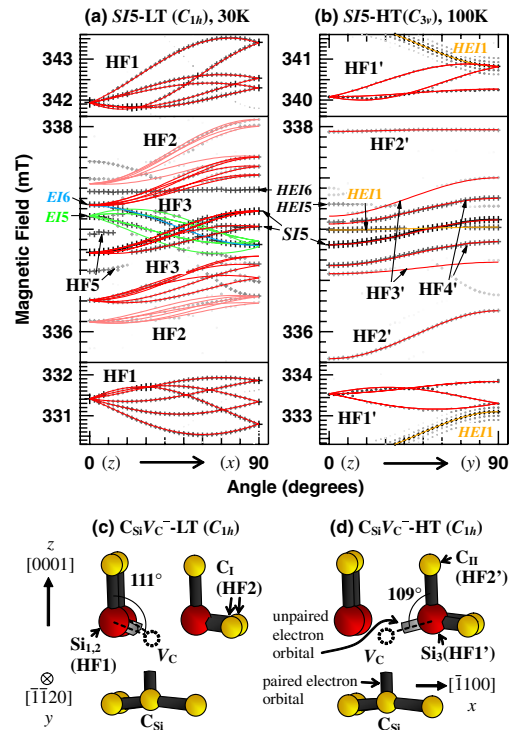 (a) SI5-LT (C1h), 30K
(b) SI5-HT(C3v), 100K
343
342
338
336
332
331
Magnetic Field (mT)
HF1
HF2
EI6
EI5
HF3
HF5
HF3
HF2
HF1
HEI6
HEI5
SI5
0 (z) (x) 90
HEI1
340
339
338
337
336
334
333
HF1'
HF2'
HEI1
HF3' HF4'
HF2'
HF1'
HEI1
0 (z) (y) 90
Angle (degrees)
(c) CSiVC−-LT (C1h)
(d) CSiVC−-HT (C1h)
z
[0001]
111°
CI
(HF2)
Si1,2
(HF1)
VC
⊗
[1̅1̅20]
y
CSi
109°
CII
(HF2')
unpaired
electron
orbital
VC
Si3(HF1')
paired electron
orbital
[1̅100]
x
CSi